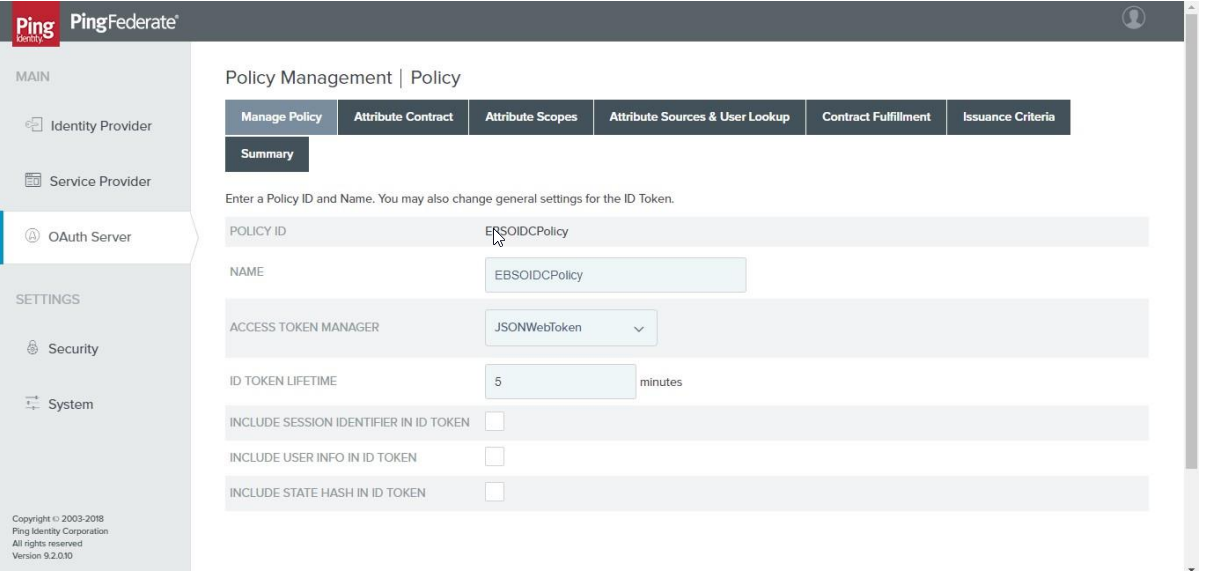 Ping
Identity.
PingFederate®
MAIN
Identity Provider
Service Provider
OAuth Server
SETTINGS
Security
System
Copyright © 2003-2018
Ping Identity Corporation
All rights reserved
Version 9.2.0.10
Policy Management | Policy
Manage Policy Attribute Contract Attribute Scopes Attribute Sources & User Lookup Contract Fulfillment Issuance Criteria
Summary
Enter a Policy ID and Name. You may also change general settings for the ID Token.
POLICY ID EBSOIDCPolicy
NAME EBSOIDCPolicy
ACCESS TOKEN MANAGER JSONWebToken
ID TOKEN LIFETIME 5 minutes
INCLUDE SESSION IDENTIFIER IN ID TOKEN
INCLUDE USER INFO IN ID TOKEN
INCLUDE STATE HASH IN ID TOKEN